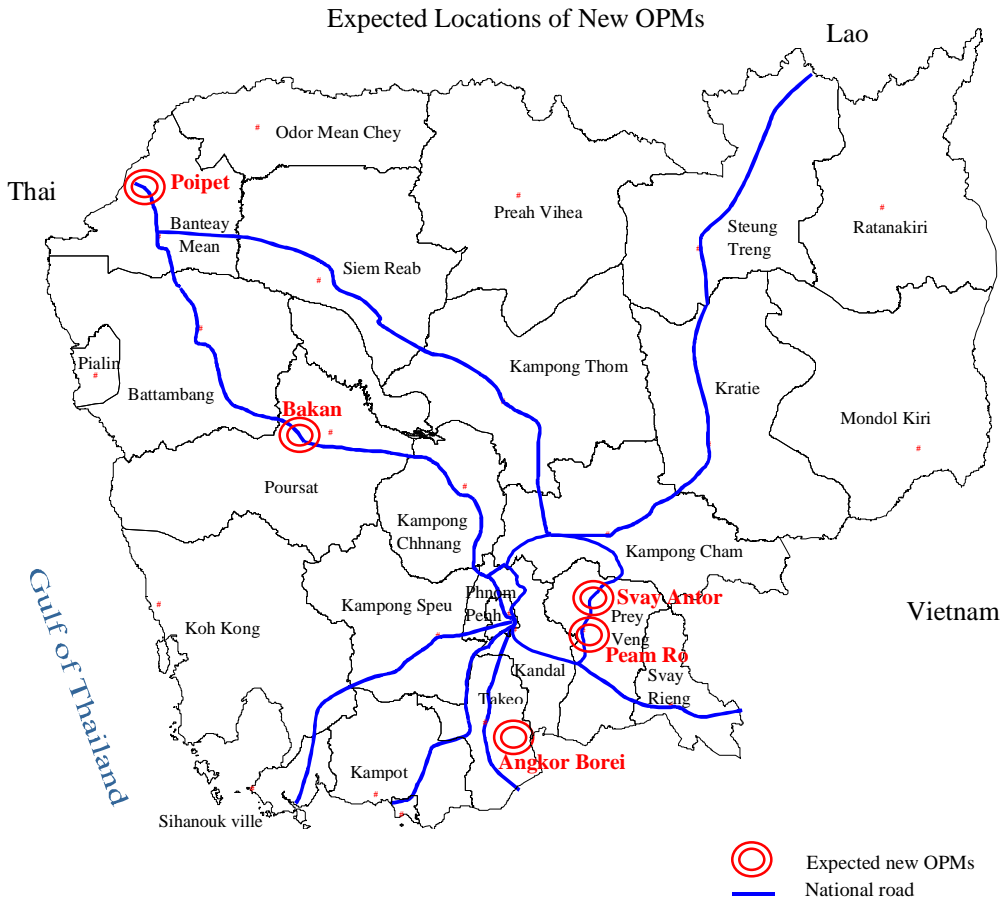 Expected Locations of New OPMs
Lao
Odor Mean Chey
Thai
Poipet
Preah Vihea
Banteay
Mean
Steung
Treng
Ratanakiri
Siem Reab
Pialin
Battambang
Kampong Thom
Kratie
Bakan
Mondol Kiri
Poursat
Kampong
Chhnang
Kampong Cham
Gulf of Thailand
Kampong Speu
Phnom
Penh
Svay Antor
Prey
Veng
Vietnam
Koh Kong
Peam Ro
Kandal
Svay
Rieng
Takeo
Angkor Borei
Kampot
Sihanouk ville
Expected new OPMs
National road